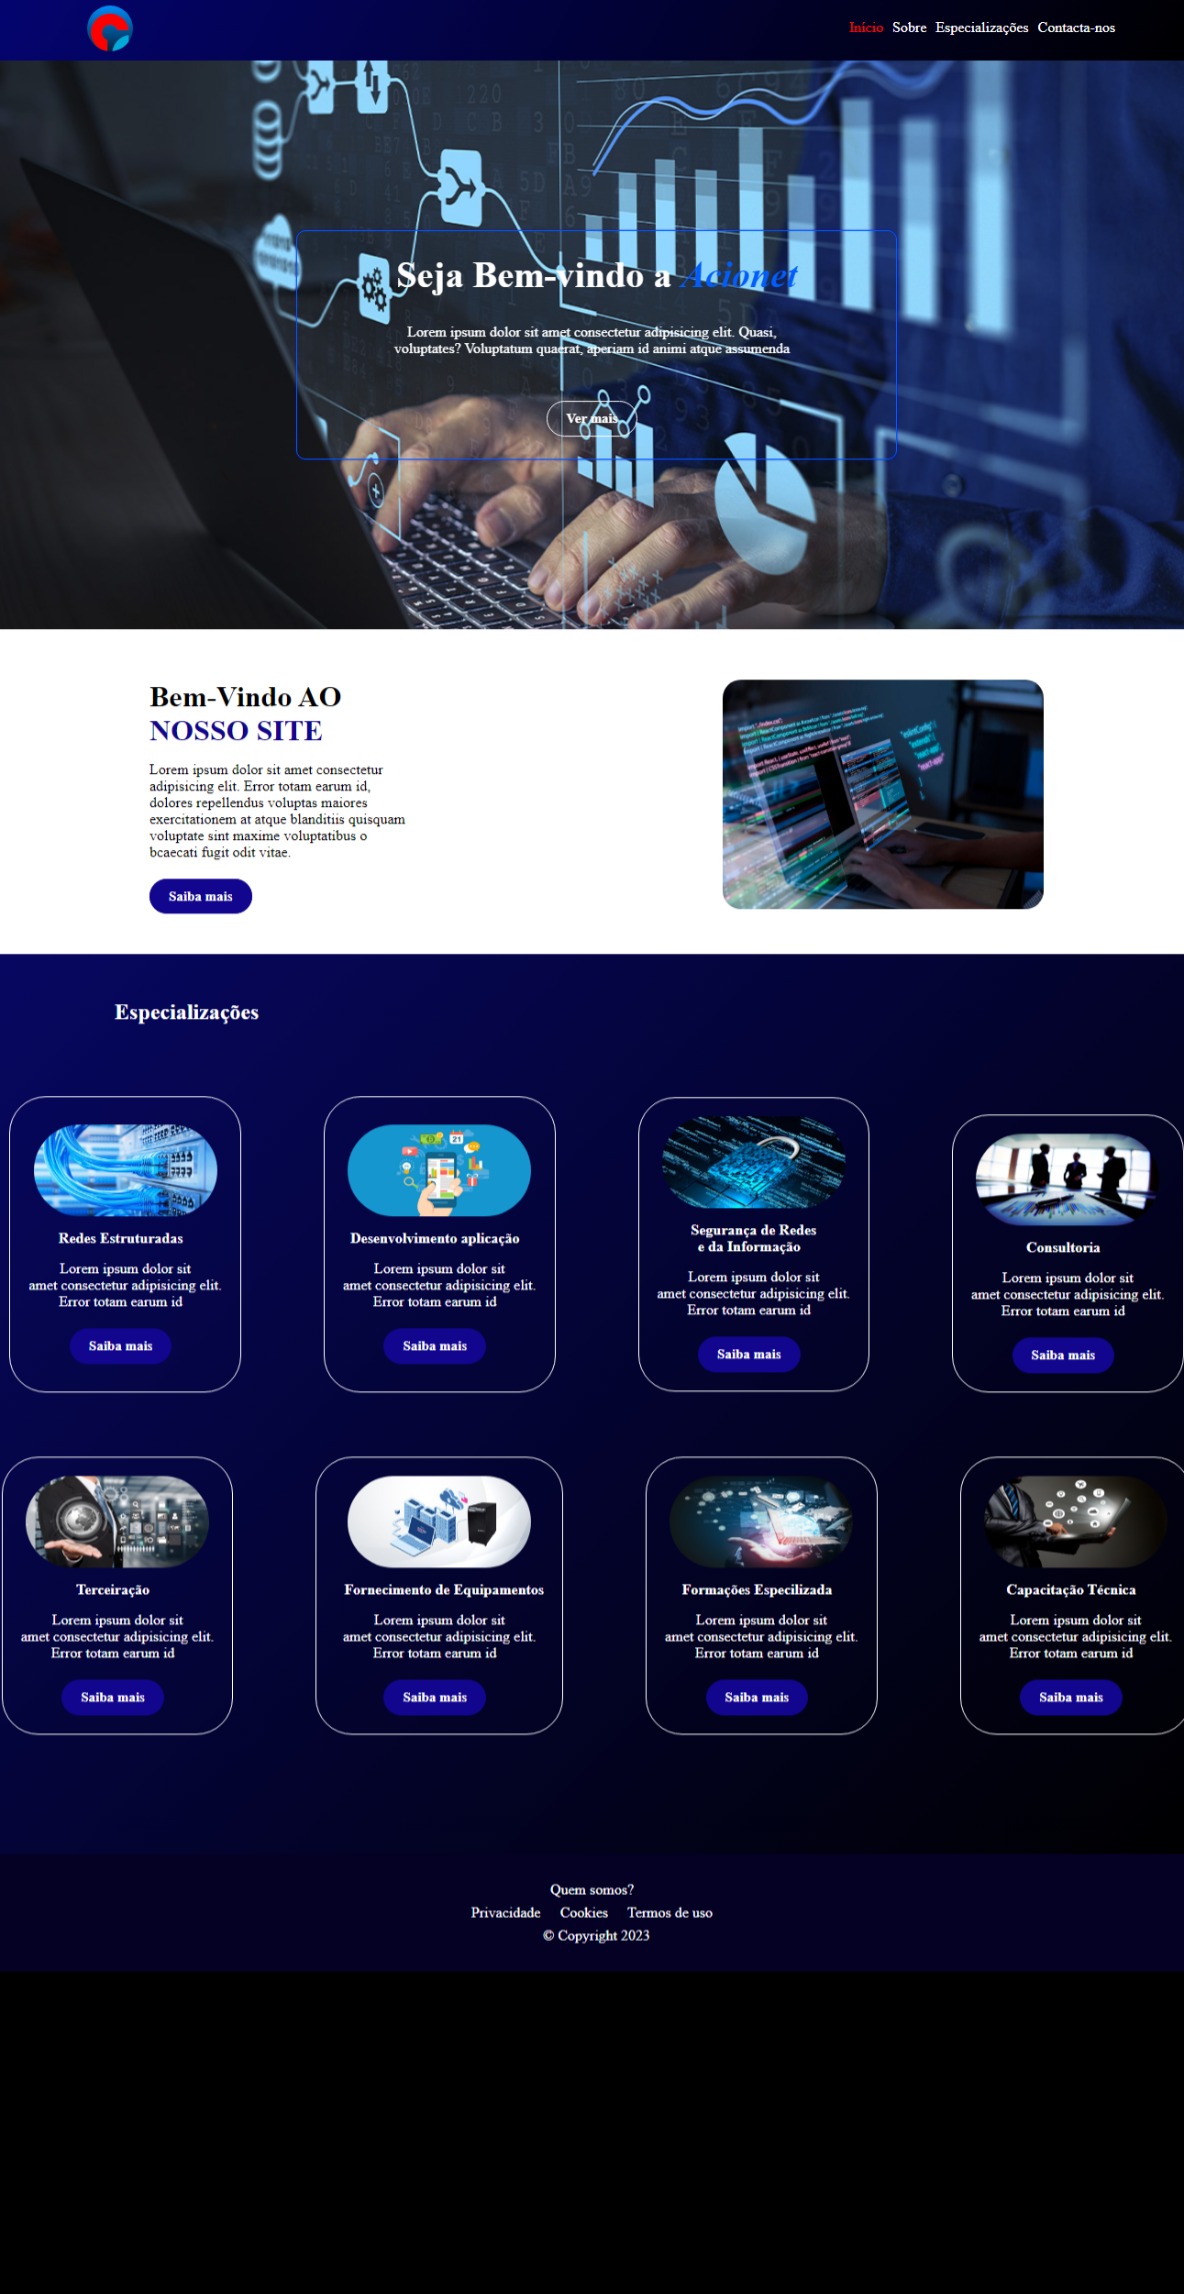 Início Sobre Especializações Contacta-nos
Seja Bem-vindo a Acionet
Lorem ipsum dolor sit amet consectetur adipisicing elit. Quasi,
voluptates? Voluptatum quaerat, aperiam id animi atque assumenda
Ver mais
Bem-Vindo AO
NOSSO SITE
Lorem ipsum dolor sit amet consectetur
adipisicing elit. Error totam earum id,
dolores repellendus voluptas maiores
exercitationem at atque blanditiis quisquam
voluptate sint maxime voluptatibus o
bcaecati fugit odit vitae.
Saiba mais
Especializações
Redes Estruturadas
Lorem ipsum dolor sit
amet consectetur adipisicing elit.
Error totam earum id
Saiba mais
Desenvolvimento aplicação
Lorem ipsum dolor sit
amet consectetur adipisicing elit.
Error totam earum id
Saiba mais
Segurança de Redes
e da Informação
Lorem ipsum dolor sit
amet consectetur adipisicing elit.
Error totam earum id
Saiba mais
Consultoria
Lorem ipsum dolor sit
amet consectetur adipisicing elit.
Error totam earum id
Saiba mais
Terceiração
Lorem ipsum dolor sit
amet consectetur adipisicing elit.
Error totam earum id
Saiba mais
Fornecimento de Equipamentos
Lorem ipsum dolor sit
amet consectetur adipisicing elit.
Error totam earum id
Saiba mais
Formações Especilizada
Lorem ipsum dolor sit
amet consectetur adipisicing elit.
Error totam earum id
Saiba mais
Capacitação Técnica
Lorem ipsum dolor sit
amet consectetur adipisicing elit.
Error totam earum id
Saiba mais
Quem somos?
Privacidade Cookies Termos de uso
© Copyright 2023